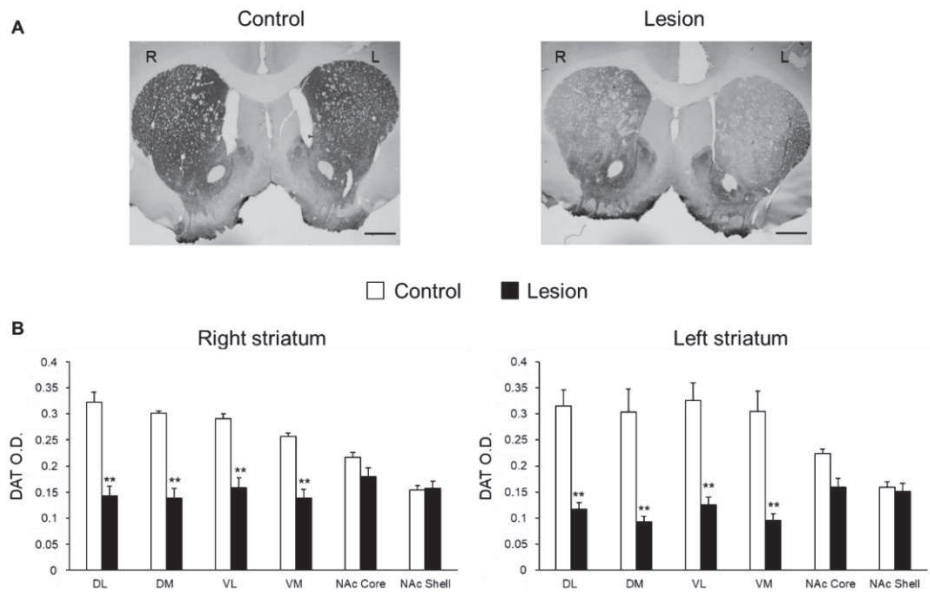 A
Control
Lesion
R
L
R
L
Control
Lesion
B
Right striatum
Left striatum
DAT O.D.
0.4
0.35
0.3
0.25
0.2
0.15
0.1
0.05
0
**
**
**
**
DL
DM
VL
VM
NAc Core
NAc Shell
DAT O.D.
0.4
0.35
0.3
0.25
0.2
0.15
0.1
0.05
0
**
**
**
**
DL
DM
VL
VM
NAc Core
NAc Shell